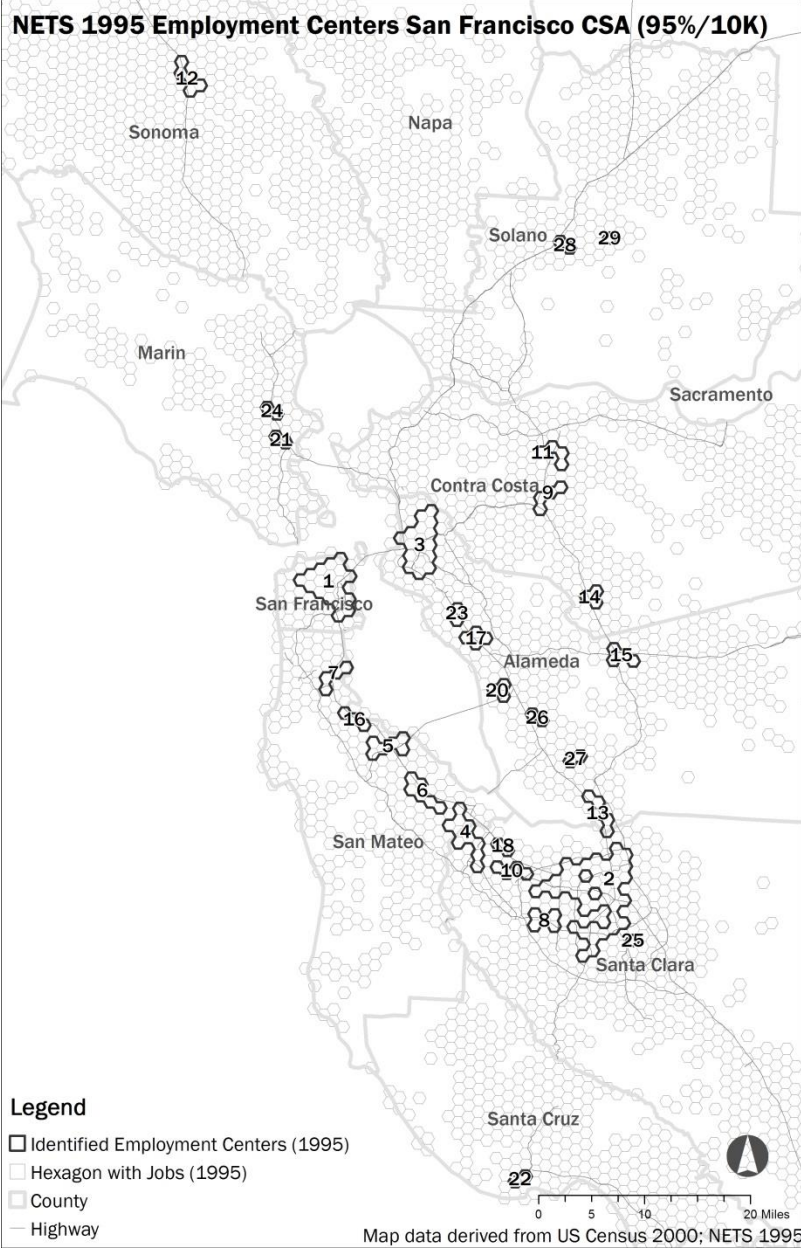 NETS 1995 Employment Centers San Francisco CSA (95%/10K)
12
Sonoma
Napa
Solano
28
29
Marin
Sacramento
24
21
11
Contra Costa
9
3
1
San Francisco
14
23
17
Alameda
15
7
20
16
26
5
27
6
13
4
San Mateo
18
10
2
8
25
Santa Clara
Legend
Identified Employment Centers (1995)
Hexagon with Jobs (1995)
County
Highway
Santa Cruz
22
0 5 10 20 Miles
Map data derived from US Census 2000; NETS 1995